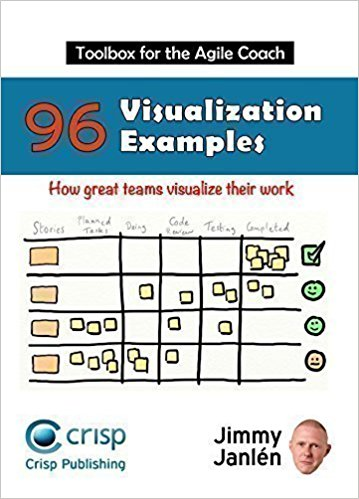 Toolbox for the Agile Coach
96 Visualization
Examples
How great teams visualize their work
Stories Planned Tasks Doing Code Review Testing Completed
crisp
Crisp Publishing
Jimmy
Janlén